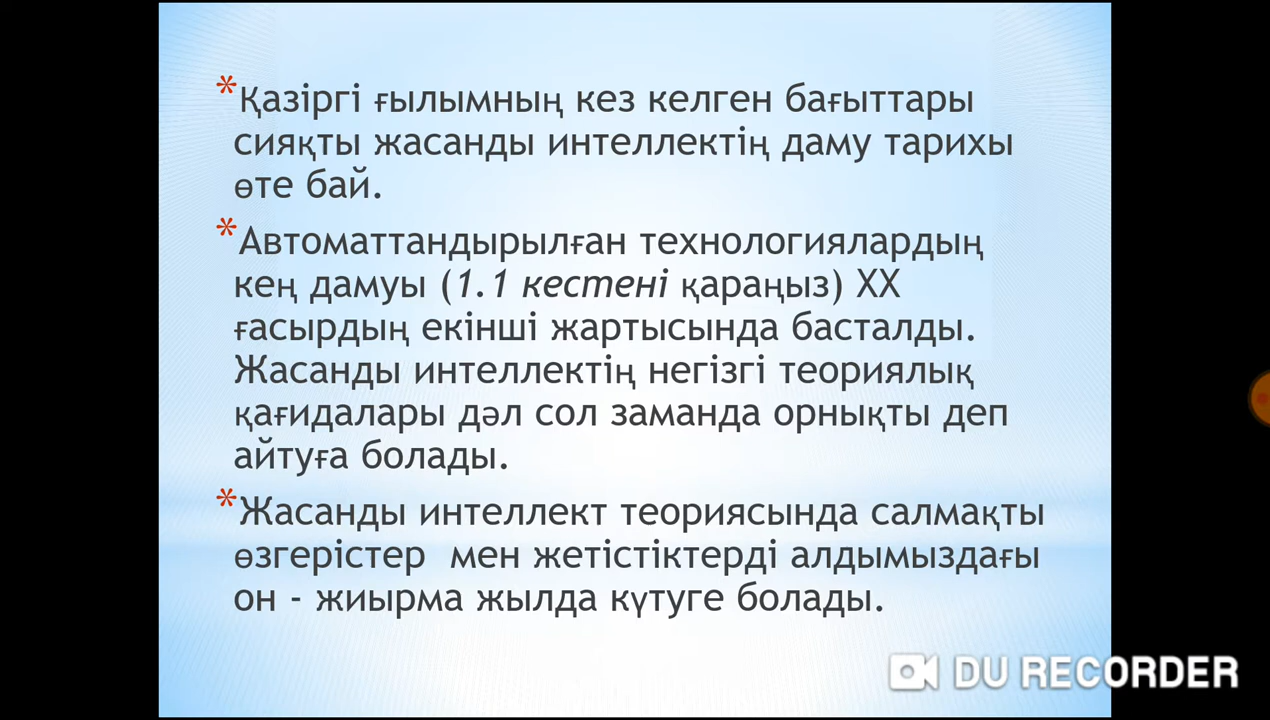 *Қазіргі ғылымның кез келген бағыттары
сияқты жасанды интеллектің даму тарихы
өте бай.
*Автоматтандырылған технологиялардың
кең дамуы (1.1 кестені қараңыз) ХХ
ғасырдың екінші жартысында басталды.
Жасанды интеллектің негізгі теориялық
қағидалары дәл сол заманда орнықты деп
айтуға болады.
*Жасанды интеллект теориясында салмақты
өзгерістер  мен жетістіктерді алдымыздағы
он - жиырма жылда күтуге болады.
DU RECORDER